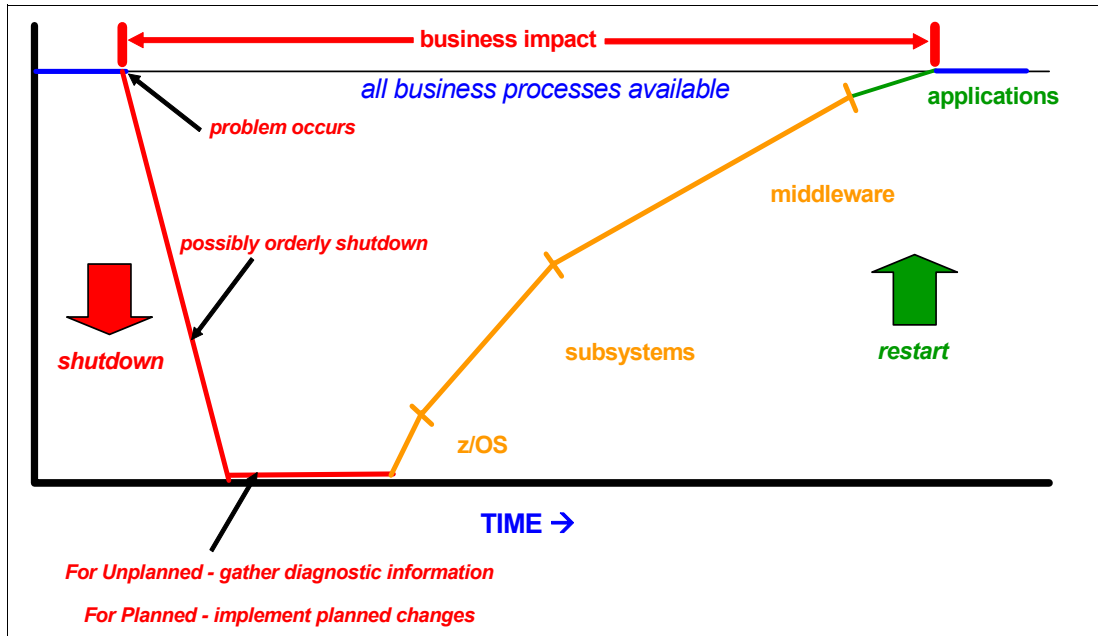 business impact
all business processes available
applications
problem occurs
middleware
possibly orderly shutdown
shutdown
subsystems
restart
z/OS
TIME →
For Unplanned - gather diagnostic information
For Planned - implement planned changes